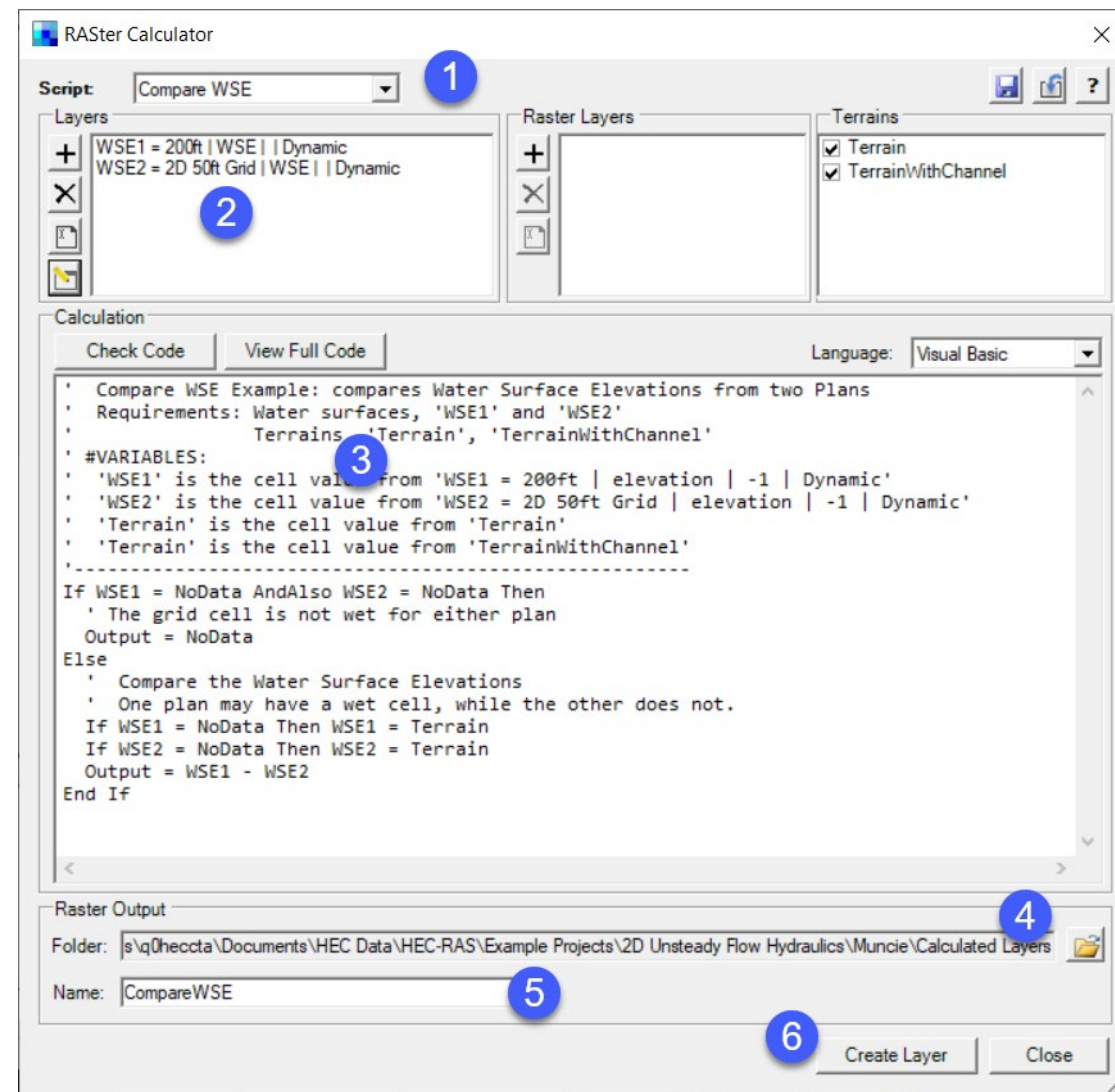 RASter Calculator
Script: Compare WSE
1
?
Layers
WSE1 = 200ft | WSE | | Dynamic
WSE2 = 2D 50ft Grid | WSE | | Dynamic
2
Raster Layers
Terrains
Terrain
TerrainWithChannel
Calculation
Check Code View Full Code Language: Visual Basic
' Compare WSE Example: compares Water Surface Elevations from two Plans
' Requirements: Water surfaces, 'WSE1' and 'WSE2'
' Terrains, 'Terrain', 'TerrainWithChannel'
' #VARIABLES:
3
' 'WSE1' is the cell value from 'WSE1 = 200ft | elevation | -1 | Dynamic'
' 'WSE2' is the cell value from 'WSE2 = 2D 50ft Grid | elevation | -1 | Dynamic'
' 'Terrain' is the cell value from 'Terrain'
' 'Terrain' is the cell value from 'TerrainWithChannel'
'-------------------------------------------------------
If WSE1 = NoData AndAlso WSE2 = NoData Then
' The grid cell is not wet for either plan
Output = NoData
Else
' Compare the Water Surface Elevations
' One plan may have a wet cell, while the other does not.
If WSE1 = NoData Then WSE1 = Terrain
If WSE2 = NoData Then WSE2 = Terrain
Output = WSE1 - WSE2
End If
Raster Output
4
Folder: s\q0heccta\Documents\HEC Data\HEC-RAS\Example Projects\2D Unsteady Flow Hydraulics\Muncie\Calculated Layers
Name: CompareWSE
5
6
Create Layer Close